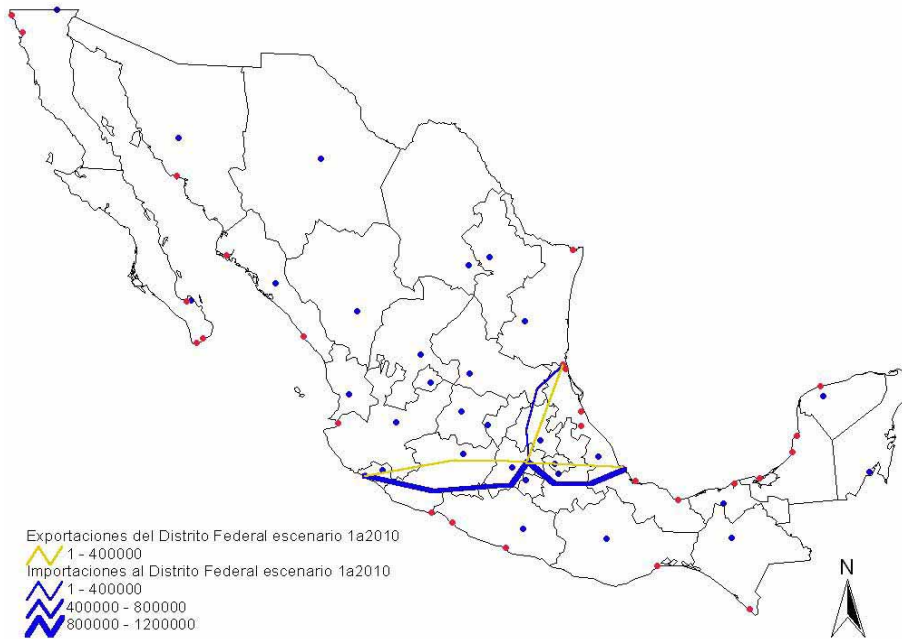 Exportaciones del Distrito Federal escenario 1a2010
1 - 400000
Importaciones al Distrito Federal escenario 1a2010
1 - 400000
400000 - 800000
800000 - 1200000
N